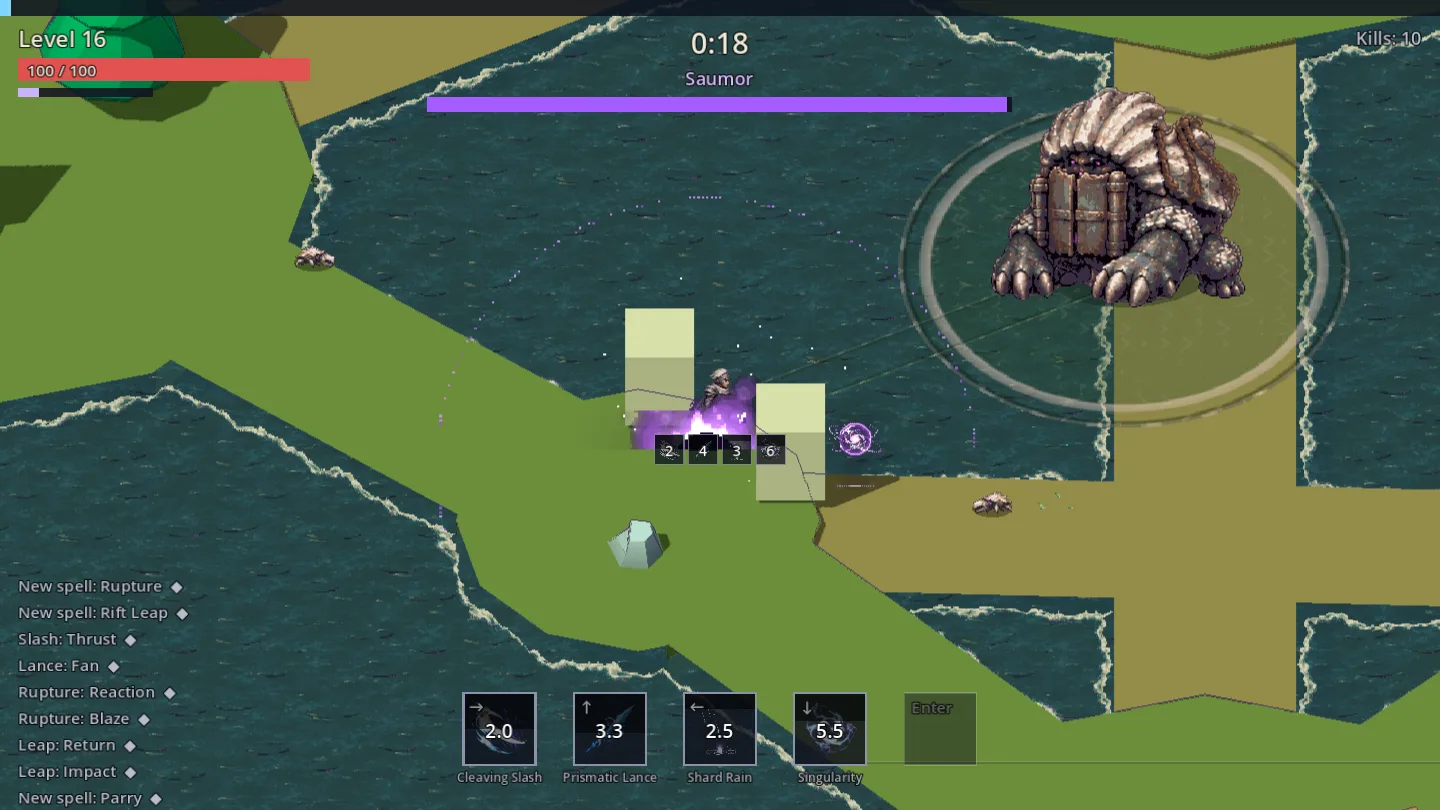 Level 16
0:18
Kills: 10
100 / 100
Saumor
2 4 3 6
New spell: Rupture ◆
New spell: Rift Leap ◆
Slash: Thrust ◆
Lance: Fan ◆
Rupture: Reaction ◆
Rupture: Blaze ◆
Leap: Return ◆
Leap: Impact ◆
New spell: Parry ◆
→ ↑ ← ↓ Enter
2.0 3.3 2.5 5.5
Cleaving Slash Prismatic Lance Shard Rain Singularity